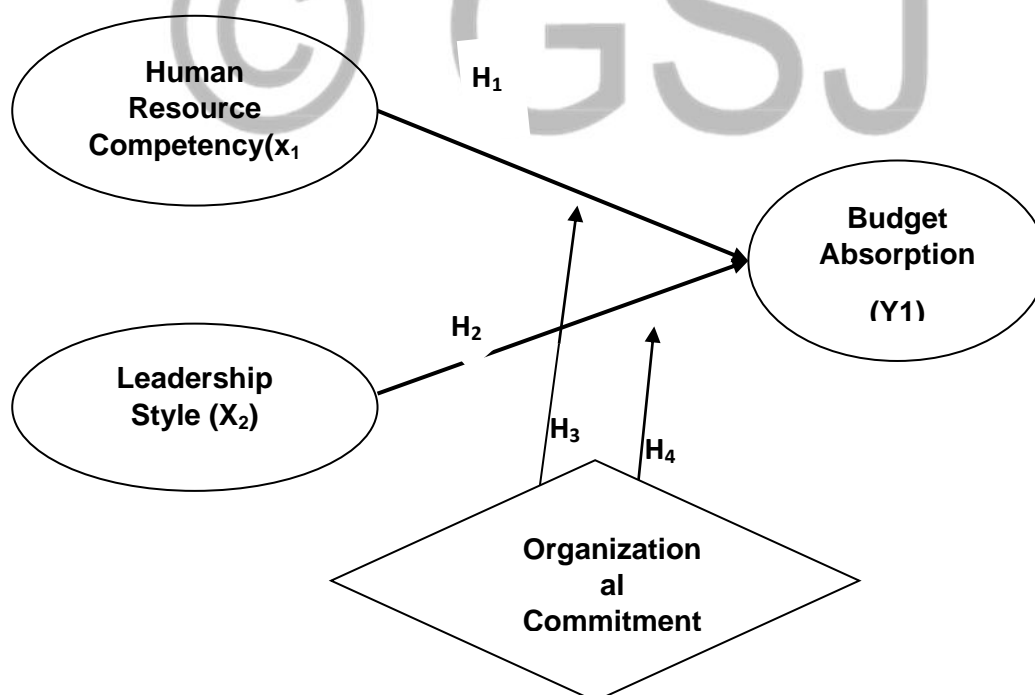 © GSJ
Human
Resource
Competency(x₁
H₁
Budget
Absorption
(Y1)
H₂
Leadership
Style (X₂)
H₃
H₄
Organization
al
Commitment